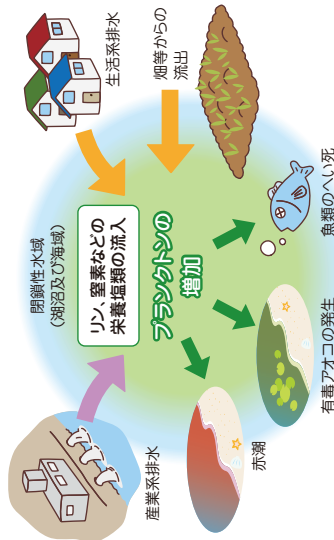 閉鎖性水域
（湖沼及び海域）
生活系排水
産業系排水
畑等からの
流出
リン、窒素などの
栄養塩類の流入
プランクトンの
増加
赤潮
有毒アオコの発生
魚類のへい死